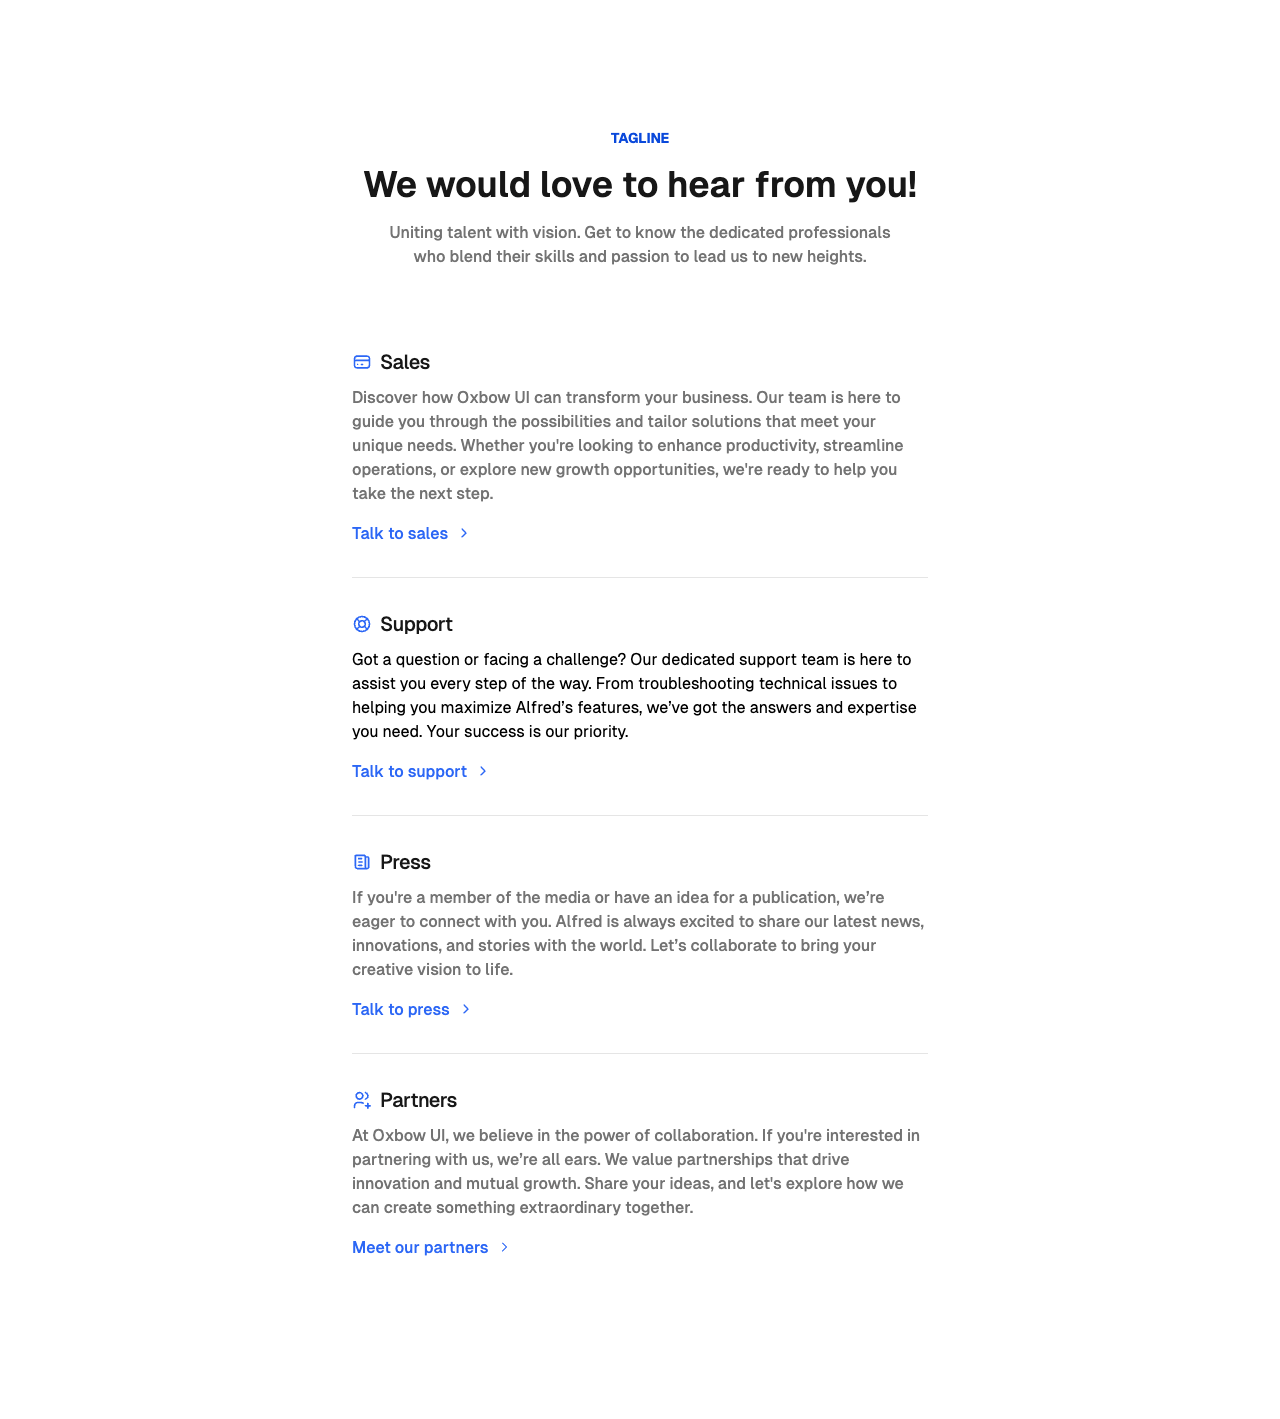 TAGLINE
We would love to hear from you!
Uniting talent with vision. Get to know the dedicated professionals
who blend their skills and passion to lead us to new heights.
Sales
Discover how Oxbow UI can transform your business. Our team is here to
guide you through the possibilities and tailor solutions that meet your
unique needs. Whether you're looking to enhance productivity, streamline
operations, or explore new growth opportunities, we're ready to help you
take the next step.
Talk to sales
Support
Got a question or facing a challenge? Our dedicated support team is here to
assist you every step of the way. From troubleshooting technical issues to
helping you maximize Alfred’s features, we’ve got the answers and expertise
you need. Your success is our priority.
Talk to support
Press
If you're a member of the media or have an idea for a publication, we’re
eager to connect with you. Alfred is always excited to share our latest news,
innovations, and stories with the world. Let’s collaborate to bring your
creative vision to life.
Talk to press
Partners
At Oxbow UI, we believe in the power of collaboration. If you're interested in
partnering with us, we’re all ears. We value partnerships that drive
innovation and mutual growth. Share your ideas, and let's explore how we
can create something extraordinary together.
Meet our partners